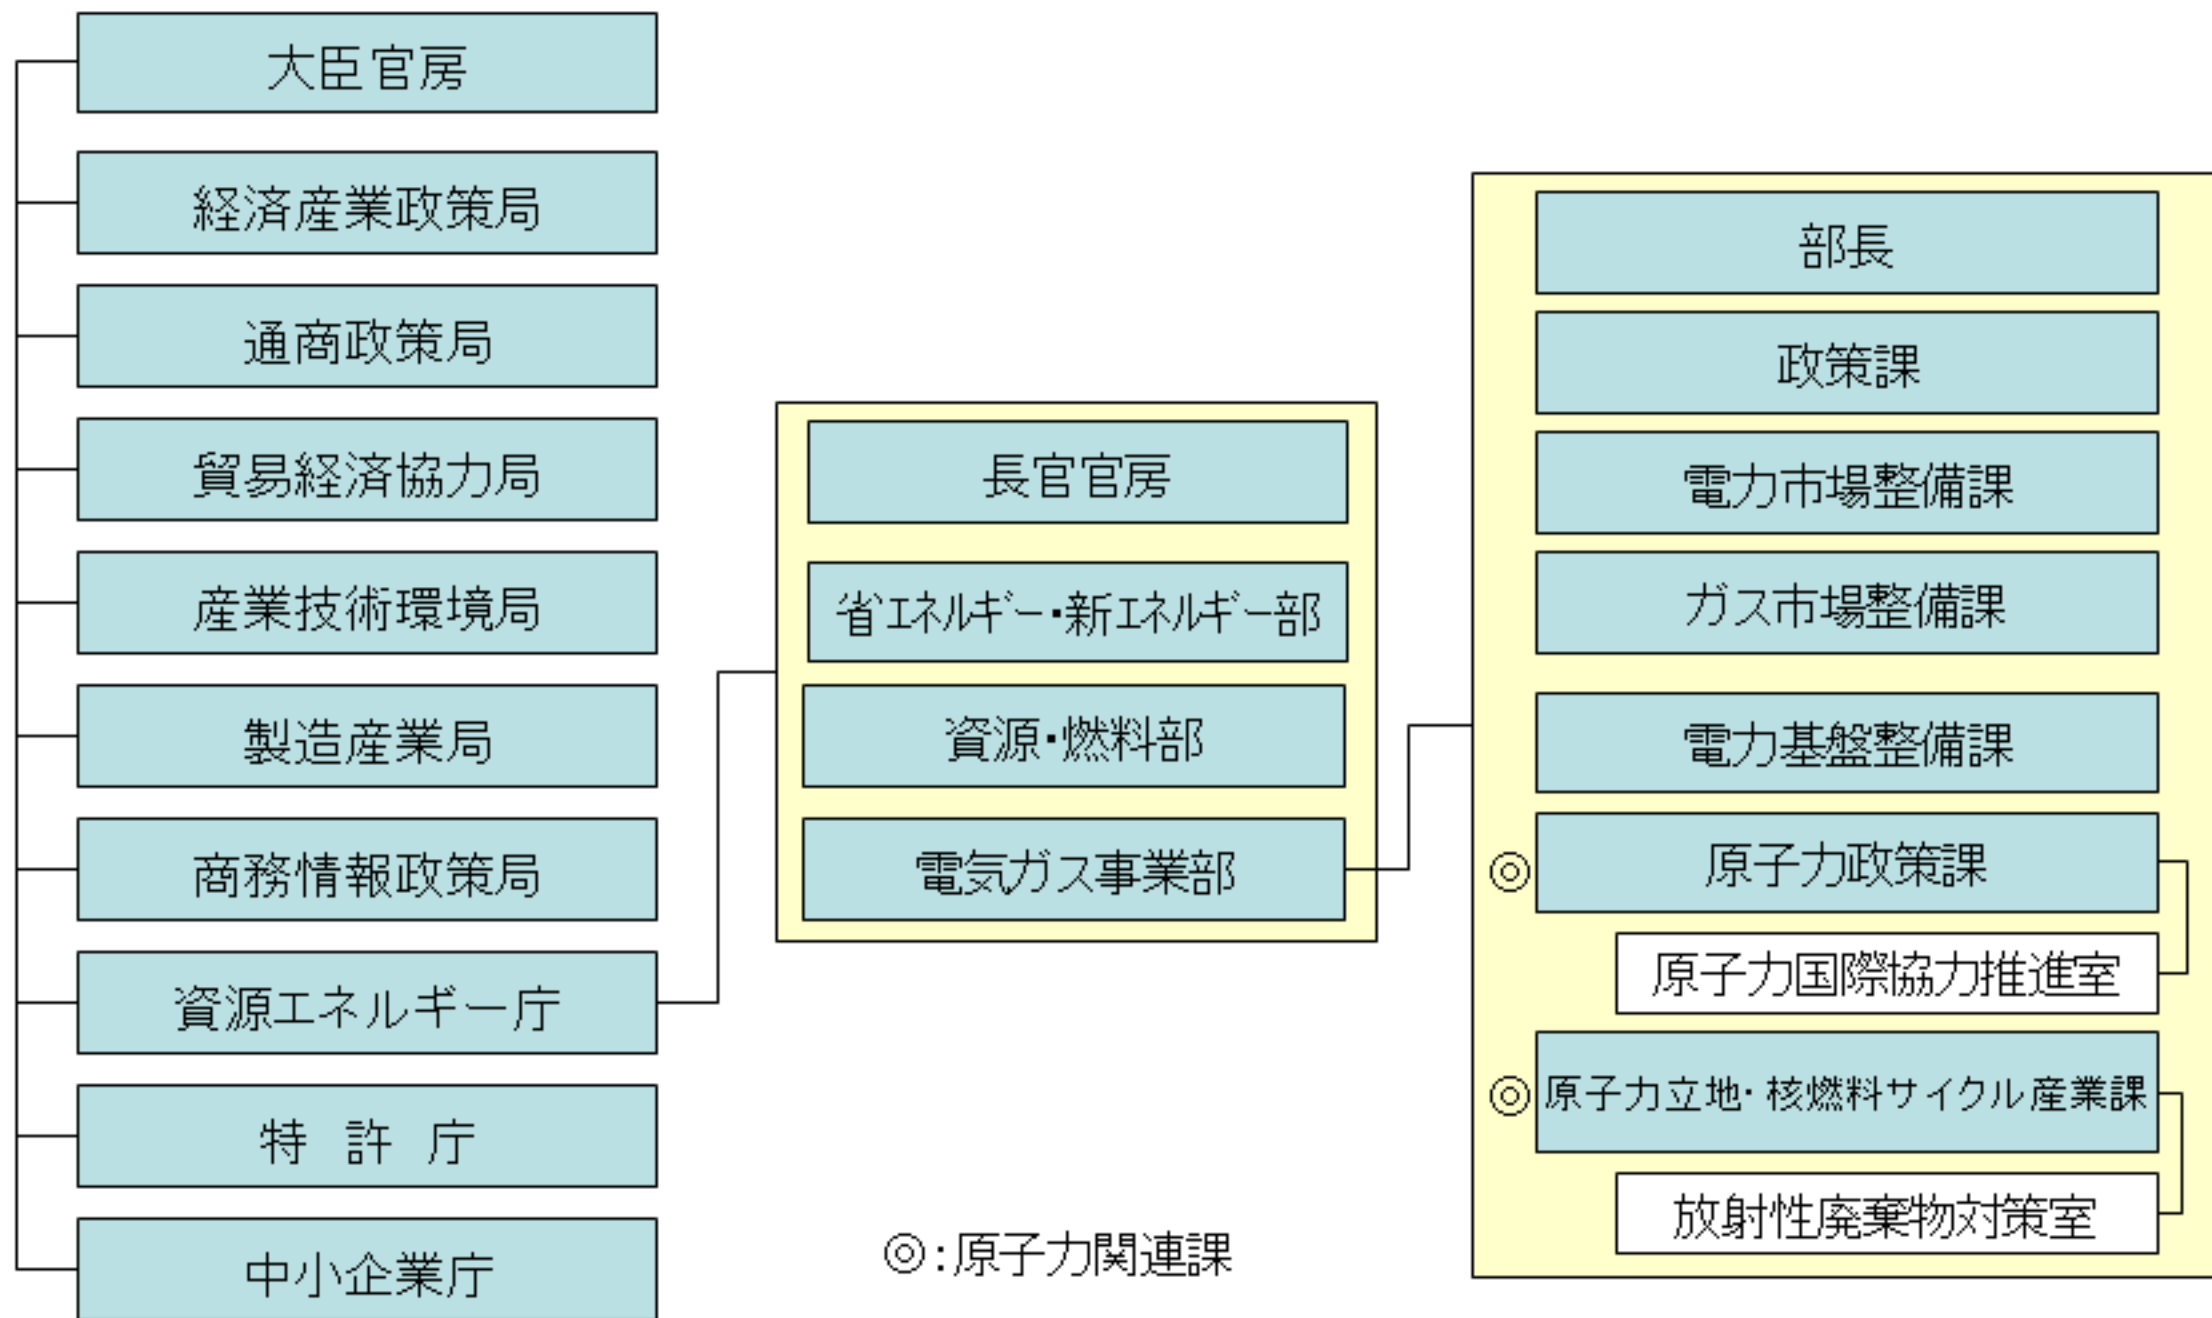 大臣官房
経済産業政策局
通商政策局
貿易経済協力局
産業技術環境局
製造産業局
商務情報政策局
資源エネルギー庁
特 許 庁
中小企業庁
長官官房
省エネルギー・新エネルギー部
資源・燃料部
電気ガス事業部
部長
政策課
電力市場整備課
ガス市場整備課
電力基盤整備課
◎ 原子力政策課
原子力国際協力推進室
◎ 原子力立地・核燃料サイクル産業課
放射性廃棄物対策室
◎:原子力関連課